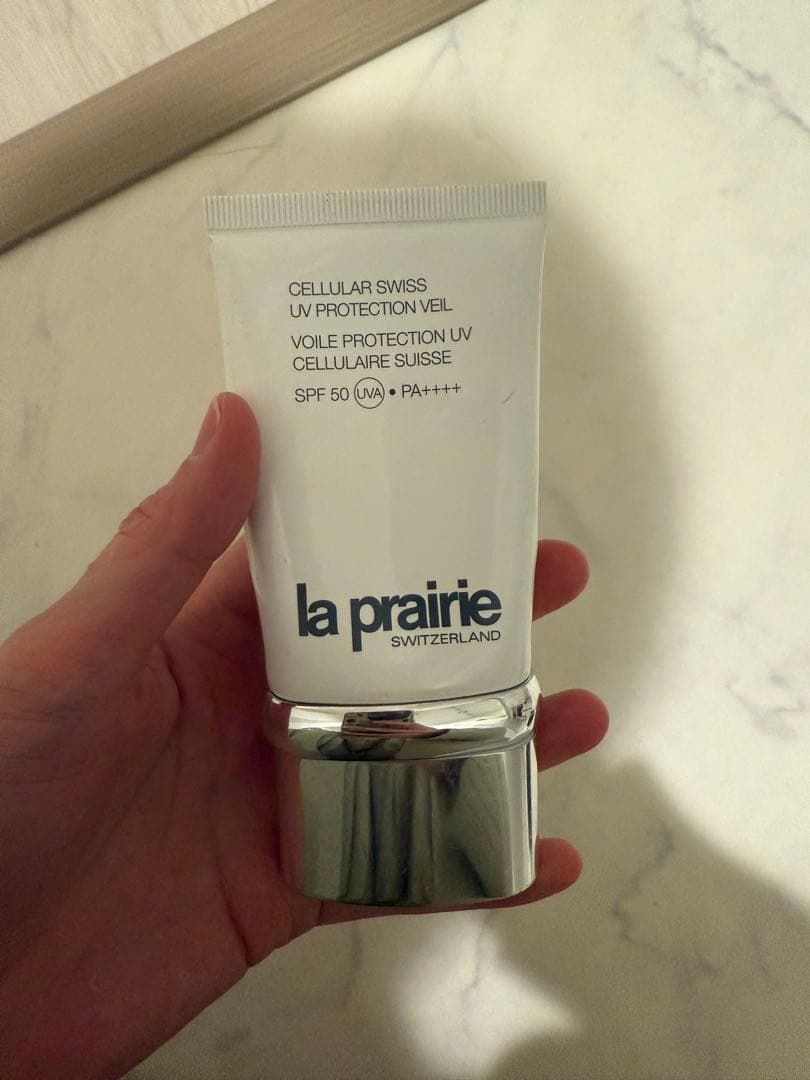 CELLULAR SWISS
UV PROTECTION VEIL
VOILE PROTECTION UV
CELLULAIRE SUISSE
SPF 50 UVA • PA++++
la prairie
SWITZERLAND